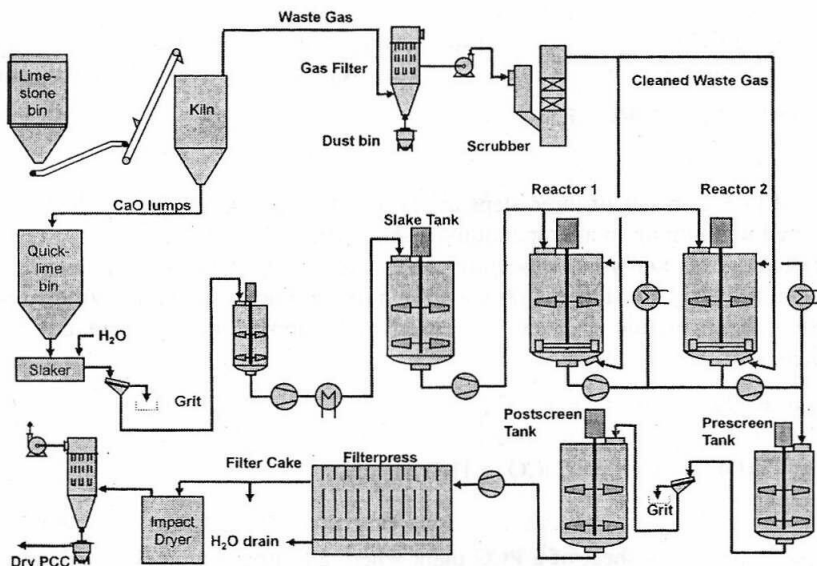 Waste Gas
Lime-
stone
bin
Gas Filter
Kiln
Cleaned Waste Gas
Dust bin
Scrubber
Reactor 1
Reactor 2
CaO lumps
Slake Tank
Quick-
lime
bin
H₂O
Slaker
Grit
Postscreen
Tank
Prescreen
Tank
Filter Cake
Filterpress
Grit
Impact
Dryer
H₂O drain
Dry PCC